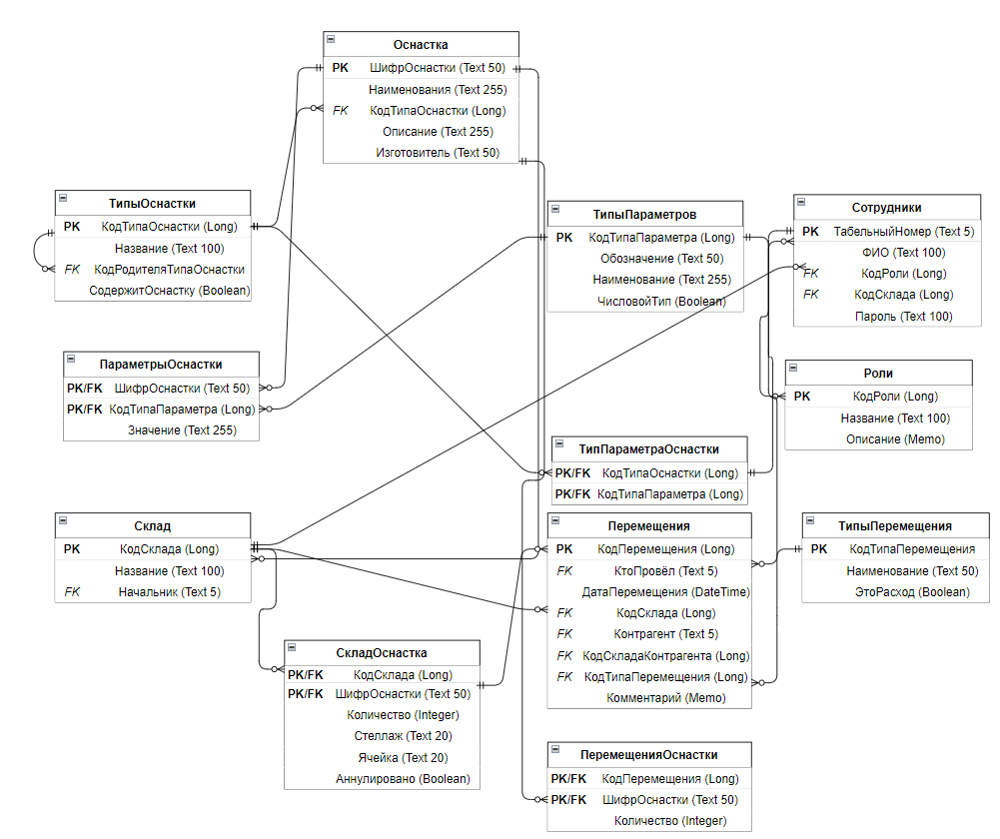 Оснастка
PK ШифрОснастки (Text 50)
Наименования (Text 255)
FK КодТипаОснастки (Long)
Описание (Text 255)
Изготовитель (Text 50)
ТипыОснастки
PK КодТипаОснастки (Long)
Название (Text 100)
FK КодРодителяТипаОснастки
СодержитОснастку (Boolean)
ТипыПараметров
PK КодТипаПараметра (Long)
Обозначение (Text 50)
Наименование (Text 255)
ЧисловойТип (Boolean)
Сотрудники
PK ТабельныйНомер (Text 5)
ФИО (Text 100)
FK КодРоли (Long)
FK КодСклада (Long)
Пароль (Text 100)
ПараметрыОснастки
PK/FK ШифрОснастки (Text 50)
PK/FK КодТипаПараметра (Long)
Значение (Text 255)
Роли
PK КодРоли (Long)
Название (Text 100)
Описание (Memo)
ТипПараметраОснастки
PK/FK КодТипаОснастки (Long)
PK/FK КодТипаПараметра (Long)
Склад
PK КодСклада (Long)
Название (Text 100)
FK Начальник (Text 5)
Перемещения
PK КодПеремещения (Long)
FK КтоПровёл (Text 5)
ДатаПеремещения (DateTime)
FK КодСклада (Long)
FK Контрагент (Text 5)
FK КодСкладаКонтрагента (Long)
FK КодТипаПеремещения (Long)
Комментарий (Memo)
ТипыПеремещения
PK КодТипаПеремещения
Наименование (Text 50)
ЭтоРасход (Boolean)
СкладОснастка
PK/FK КодСклада (Long)
PK/FK ШифрОснастки (Text 50)
Количество (Integer)
Стеллаж (Text 20)
Ячейка (Text 20)
Аннулировано (Boolean)
ПеремещенияОснастки
PK/FK КодПеремещения (Long)
PK/FK ШифрОснастки (Text 50)
Количество (Integer)